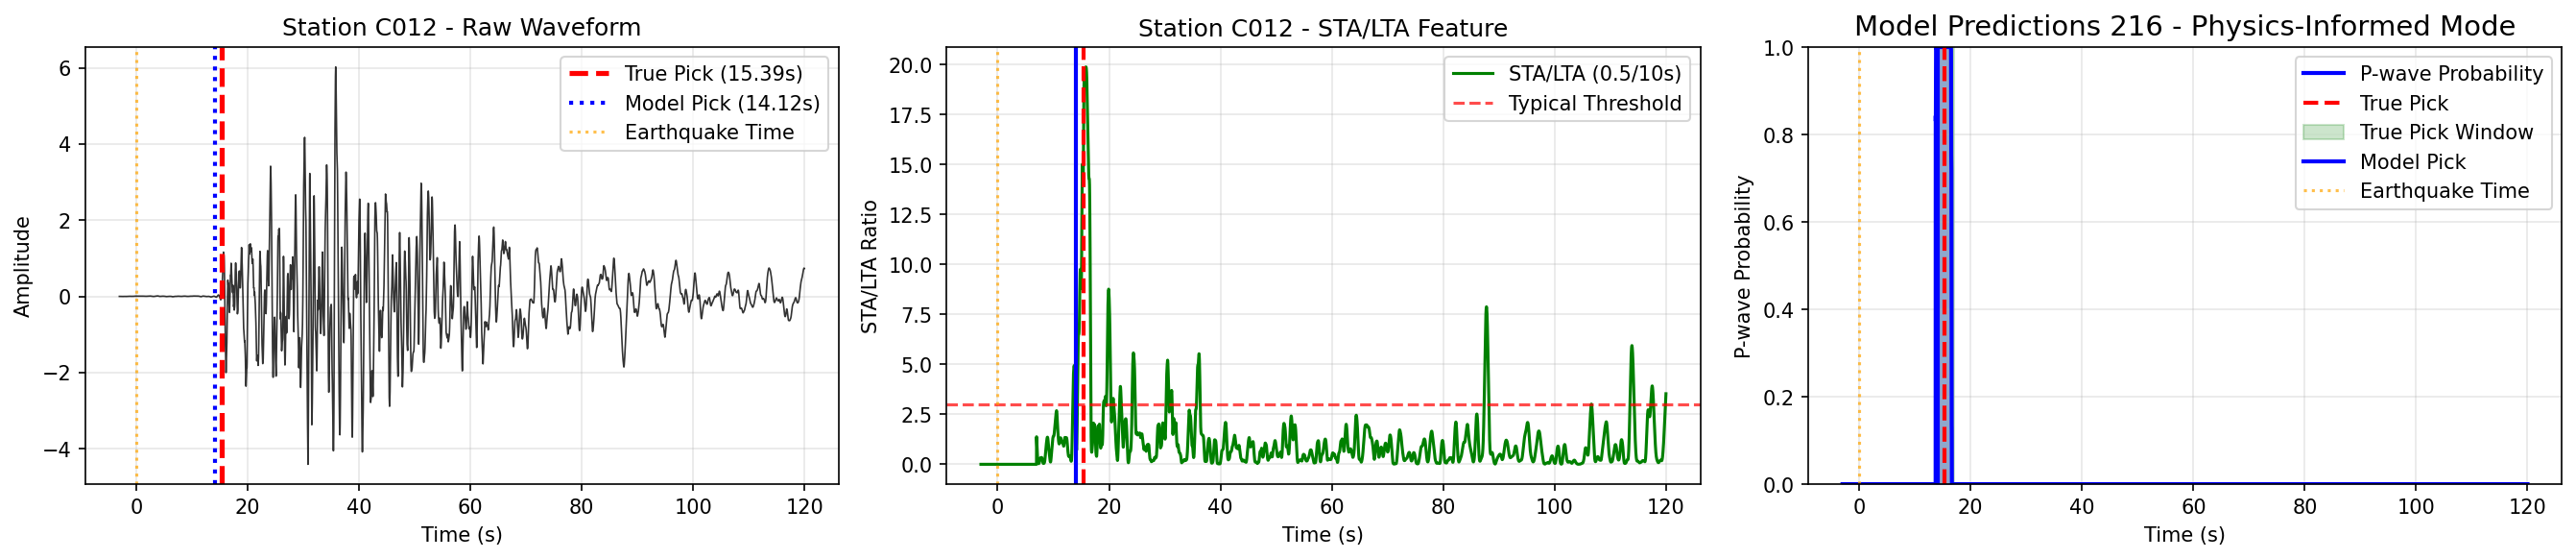 Station C012 - Raw Waveform
True Pick (15.39s)
Model Pick (14.12s)
Earthquake Time
Amplitude
6
4
2
0
−2
−4
0
20
40
60
80
100
120
Time (s)
Station C012 - STA/LTA Feature
STA/LTA (0.5/10s)
Typical Threshold
STA/LTA Ratio
20.0
17.5
15.0
12.5
10.0
7.5
5.0
2.5
0.0
0
20
40
60
80
100
120
Time (s)
Model Predictions 216 - Physics-Informed Mode
P-wave Probability
True Pick
True Pick Window
Model Pick
Earthquake Time
P-wave Probability
1.0
0.8
0.6
0.4
0.2
0.0
0
20
40
60
80
100
120
Time (s)